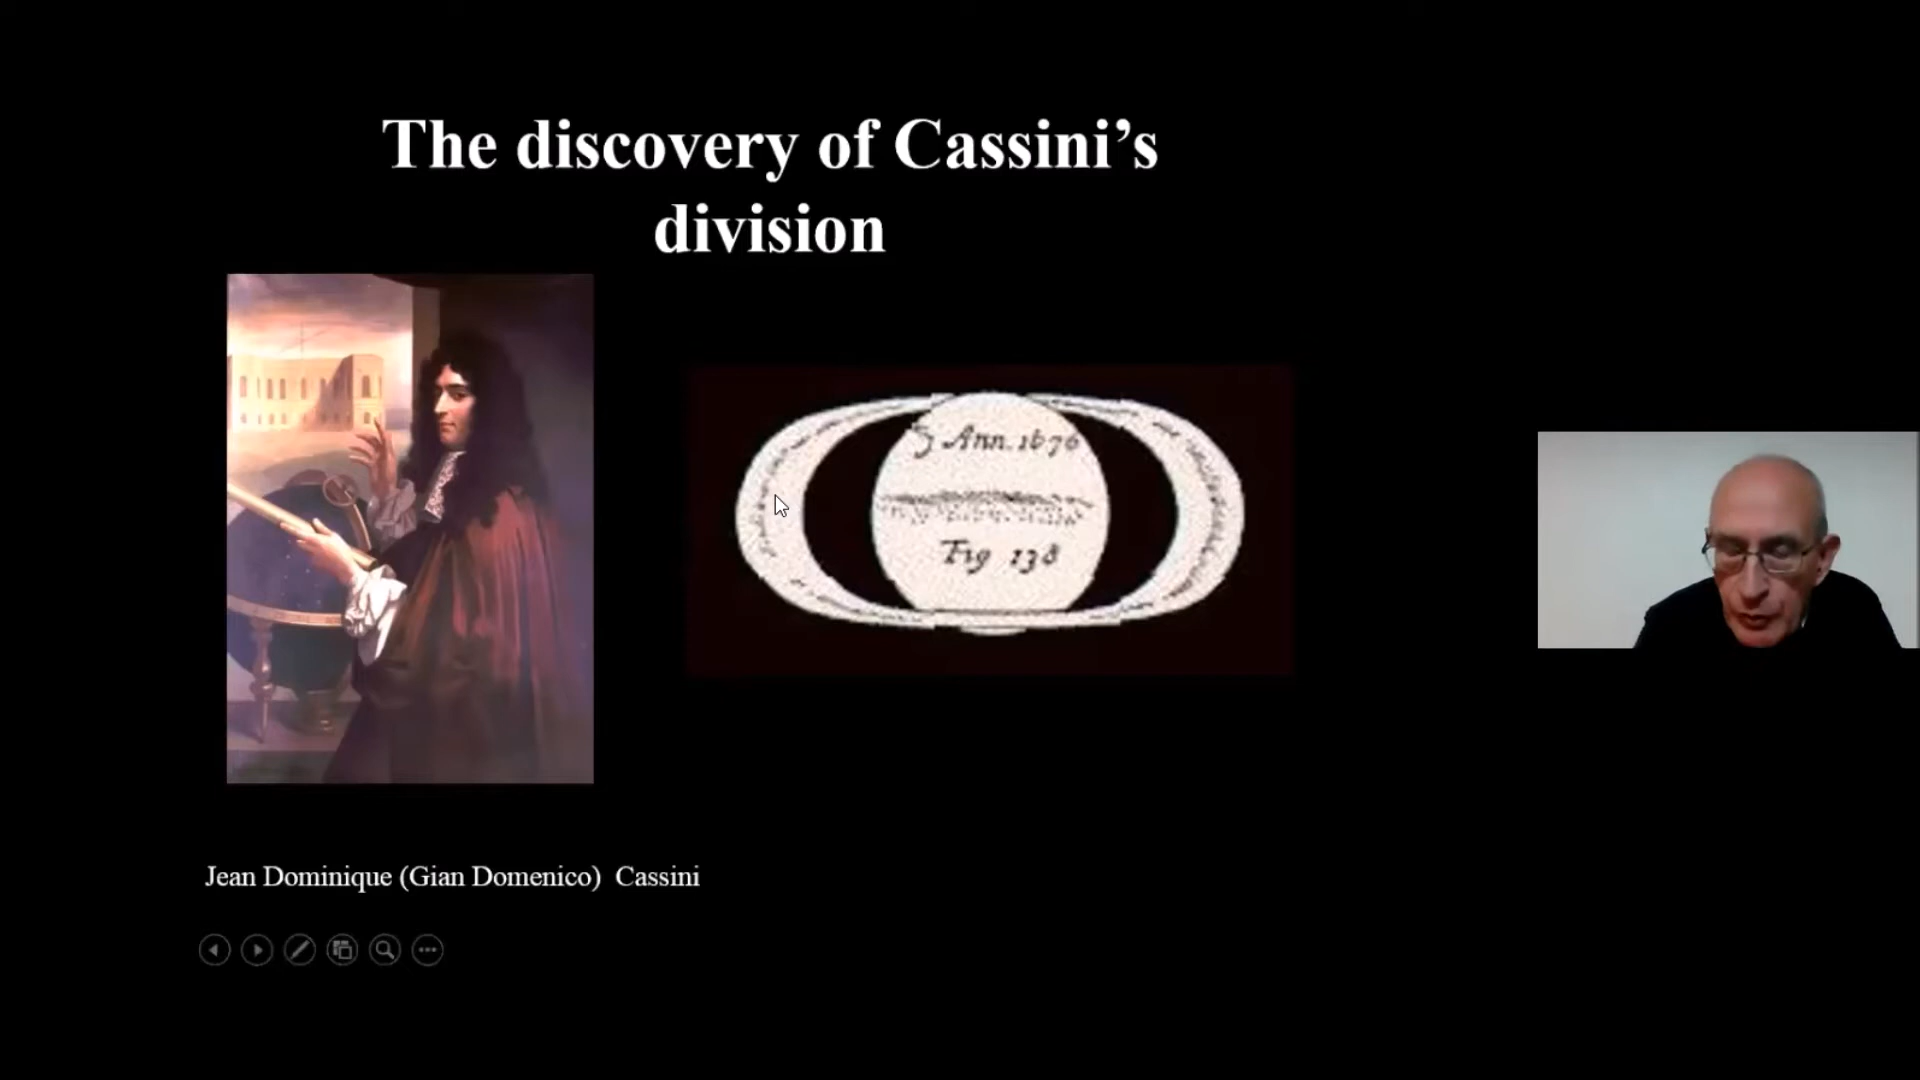 The discovery of Cassini’s
division
♄ Ann. 1676
Fig 138
Jean Dominique (Gian Domenico) Cassini